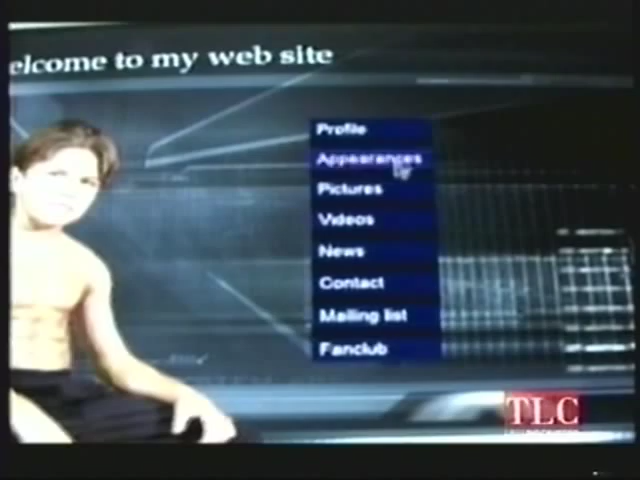 elcome to my web site
Profile
Appearances
Pictures
Videos
News
Contact
Mailing list
Fanclub
TLC